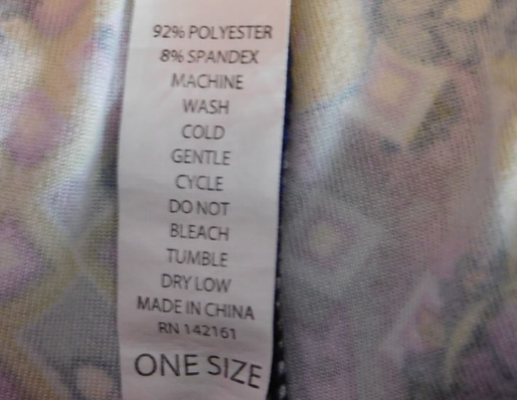 92% POLYESTER
8% SPANDEX
MACHINE
WASH
COLD
GENTLE
CYCLE
DO NOT
BLEACH
TUMBLE
DRY LOW
MADE IN CHINA
RN 142161
ONE SIZE